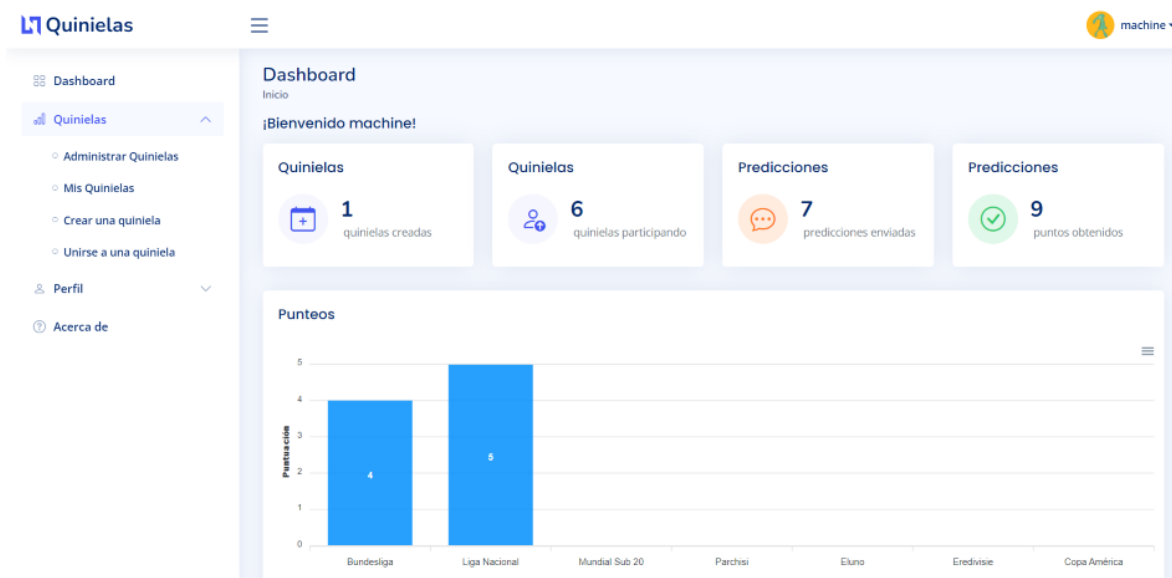 Quinielas
machine
Dashboard
Quinielas
Administrar Quinielas
Mis Quinielas
Crear una quiniela
Unirse a una quiniela
Perfil
Acerca de
Dashboard
Inicio
¡Bienvenido machine!
Quinielas
1
quinielas creadas
Quinielas
6
quinielas participando
Predicciones
7
predicciones enviadas
Predicciones
9
puntos obtenidos
Punteos
Puntuación
5
4
3
2
1
0
4
5
Bundesliga Liga Nacional Mundial Sub 20 Parchisi Eluno Eredivisie Copa América